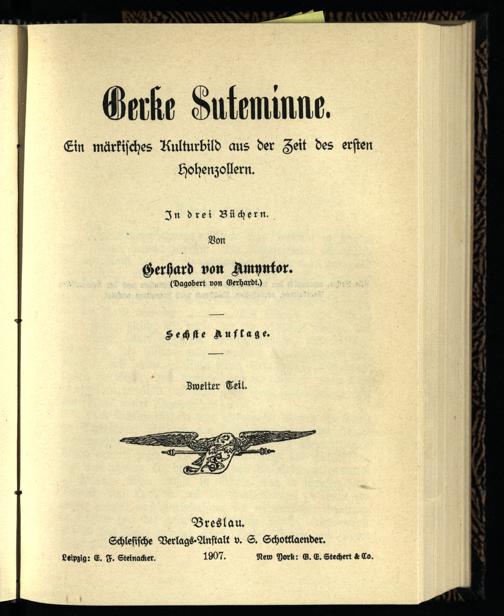 Gerke Suteminne.
Ein märkisches Kulturbild aus der Zeit des ersten
Hohenzollern.
In drei Büchern.
Von
Gerhard von Amyntor.
(Dagobert von Gerhardt.)
Sechste Auflage.
Zweiter Teil.
Breslau.
Schlesische Verlags-Anstalt v. S. Schottlaender.
Leipzig: E. F. Steinacker. 1907. New York: G. E. Stechert & Co.